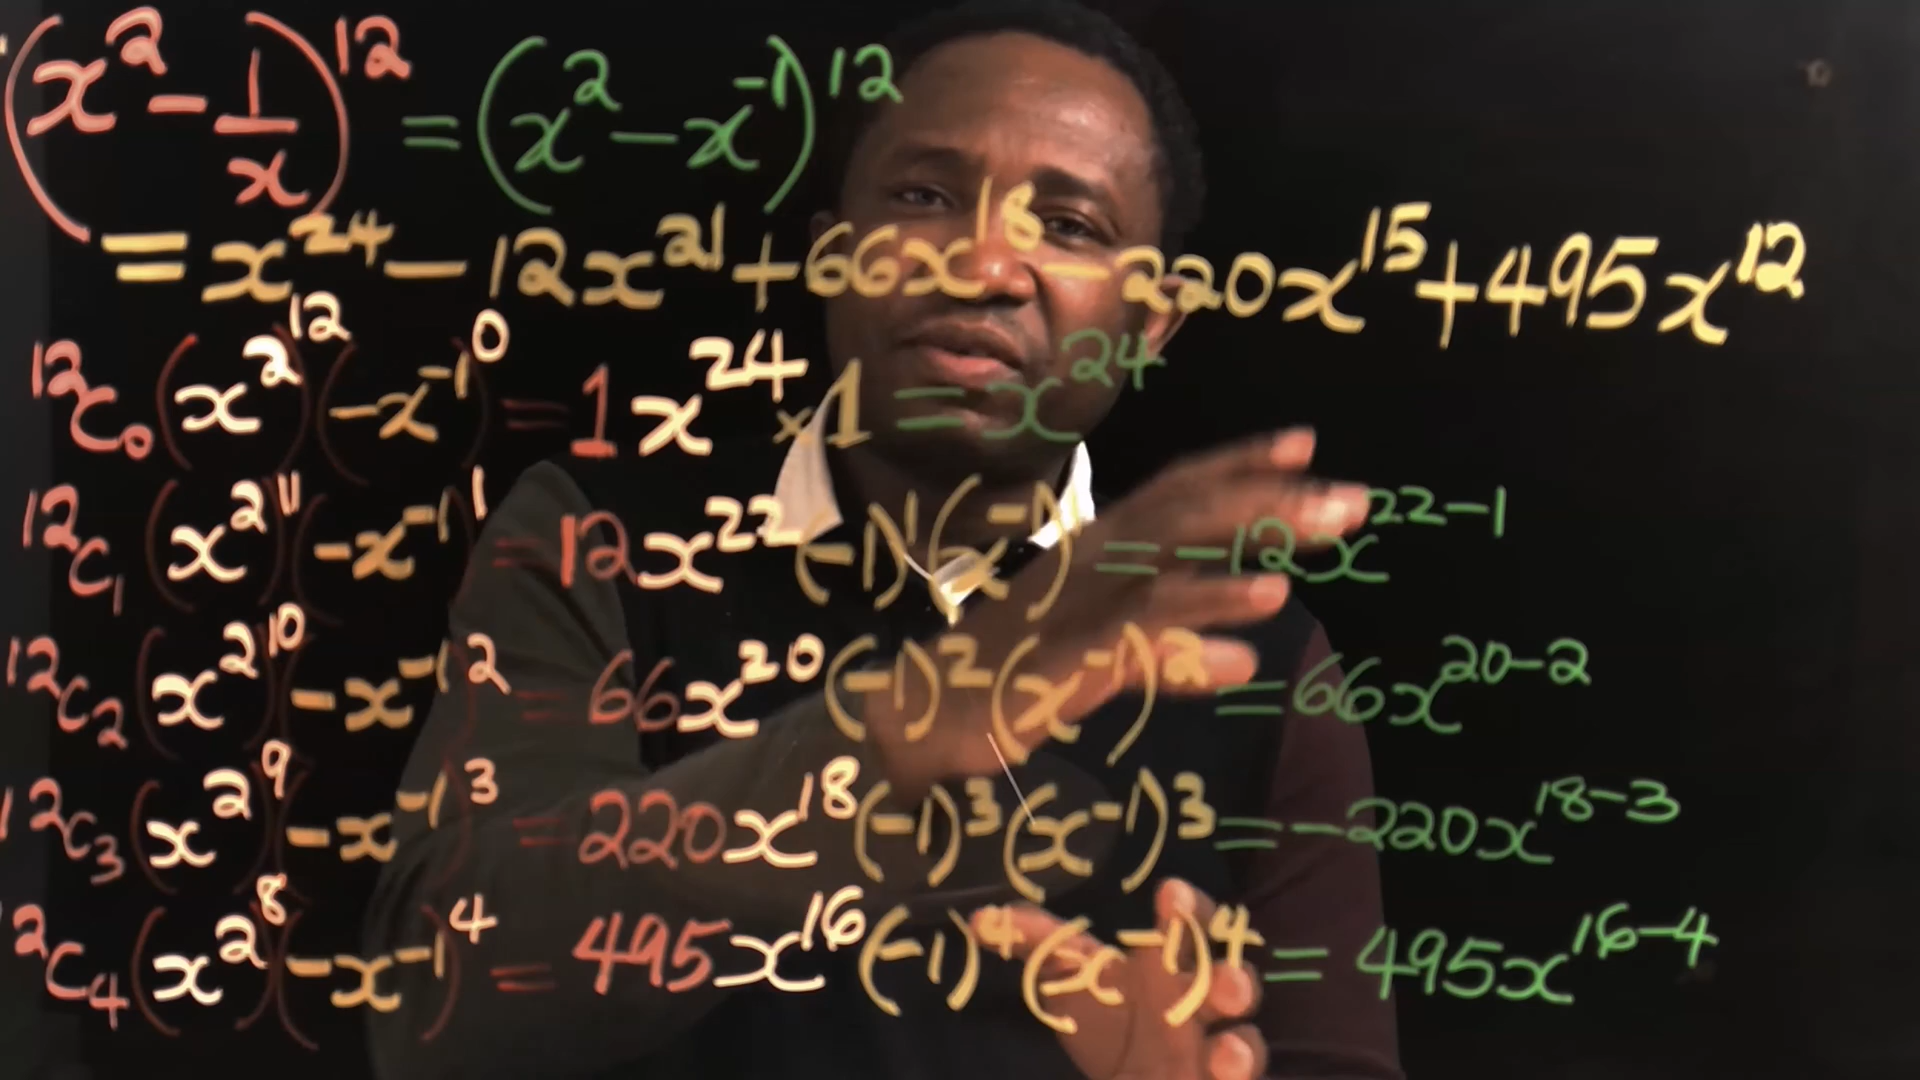 (x² - 1/x)¹² = (x² - x⁻¹)¹²
= x²⁴ - 12x²¹ + 66x¹⁸ - 220x¹⁵ + 495x¹²
¹²C₀ (x²)¹² (-x⁻¹)⁰ = 1x²⁴ × 1 = x²⁴
¹²C₁ (x²)¹¹ (-x⁻¹)¹ = 12x²² (-1)¹ (x⁻¹)¹ = -12x²²⁻¹
¹²C₂ (x²)¹⁰ (-x⁻¹)² = 66x²⁰ (-1)² (x⁻¹)² = 66x²⁰⁻²
¹²C₃ (x²)⁹ (-x⁻¹)³ = 220x¹⁸ (-1)³ (x⁻¹)³ = -220x¹⁸⁻³
¹²C₄ (x²)⁸ (-x⁻¹)⁴ = 495x¹⁶ (-1)⁴ (x⁻¹)⁴ = 495x¹⁶⁻⁴